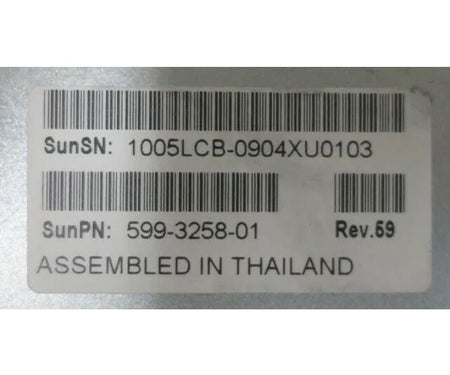 SunSN: 1005LCB-0904XU0103
SunPN: 599-3258-01 Rev.59
ASSEMBLED IN THAILAND